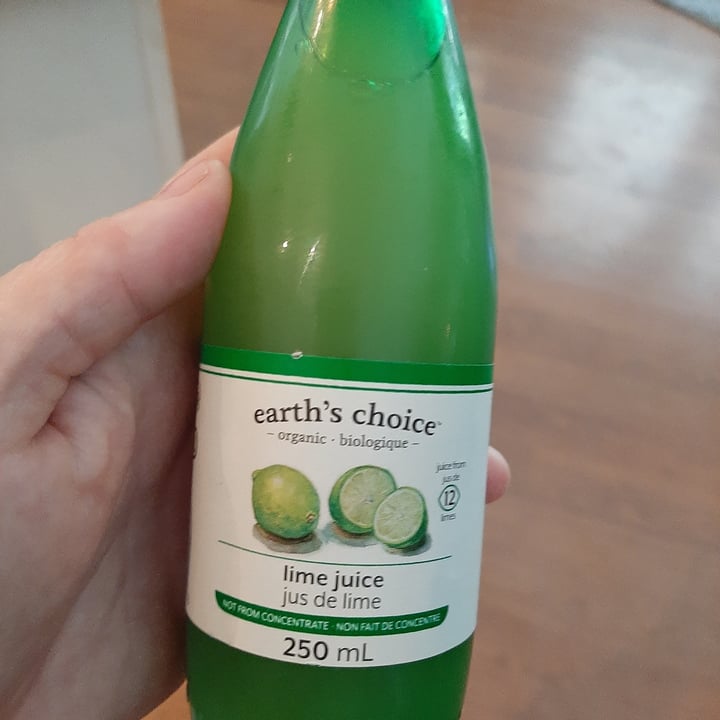 earth's choice™
– organic · biologique –
juice from
jus de
12
limes
lime juice
jus de lime
NOT FROM CONCENTRATE · NON FAIT DE CONCENTRÉ
250 mL